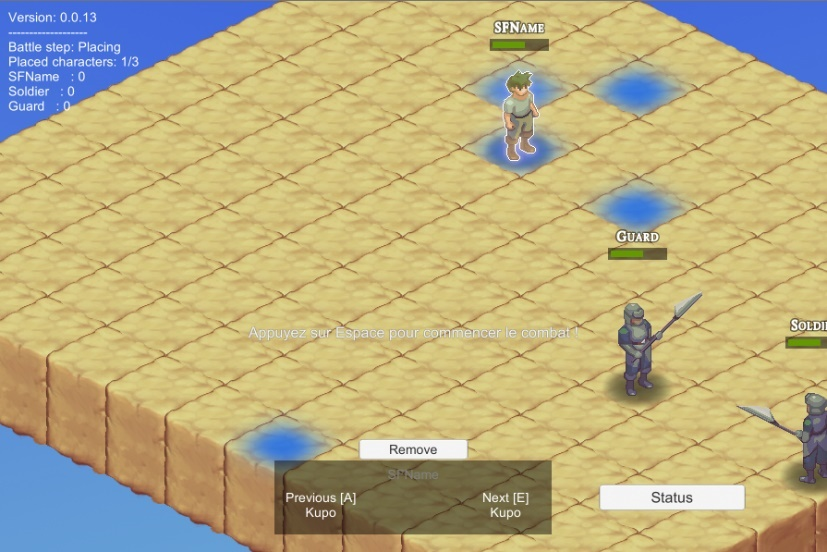 Version: 0.0.13
-------------------
Battle step: Placing
Placed characters: 1/3
SFName : 0
Soldier : 0
Guard : 0
SFName
Guard
Appuyez sur Espace pour commencer le combat !
Remove
SFName
Previous [A]
Kupo
Next [E]
Kupo
Status